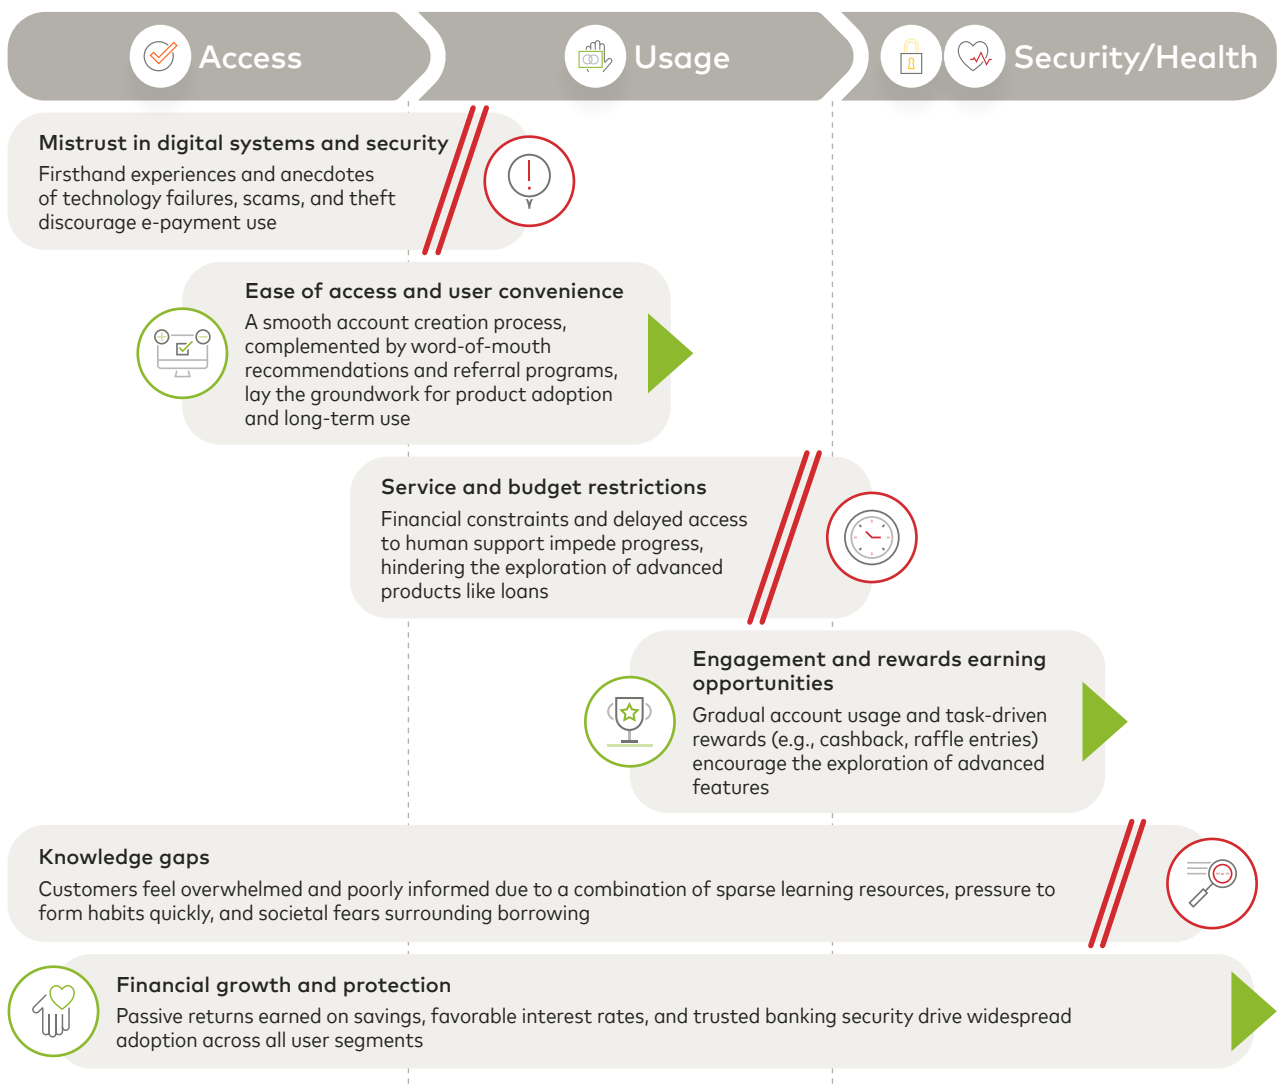 Access
Usage
Security/Health
Mistrust in digital systems and security
Firsthand experiences and anecdotes
of technology failures, scams, and theft
discourage e-payment use
Ease of access and user convenience
A smooth account creation process,
complemented by word-of-mouth
recommendations and referral programs,
lay the groundwork for product adoption
and long-term use
Service and budget restrictions
Financial constraints and delayed access
to human support impede progress,
hindering the exploration of advanced
products like loans
Engagement and rewards earning
opportunities
Gradual account usage and task-driven
rewards (e.g., cashback, raffle entries)
encourage the exploration of advanced
features
Knowledge gaps
Customers feel overwhelmed and poorly informed due to a combination of sparse learning resources, pressure to
form habits quickly, and societal fears surrounding borrowing
Financial growth and protection
Passive returns earned on savings, favorable interest rates, and trusted banking security drive widespread
adoption across all user segments